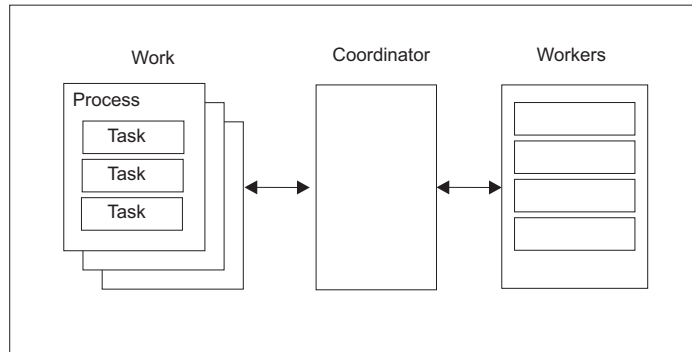 Work
Coordinator
Workers
Process
Task
Task
Task